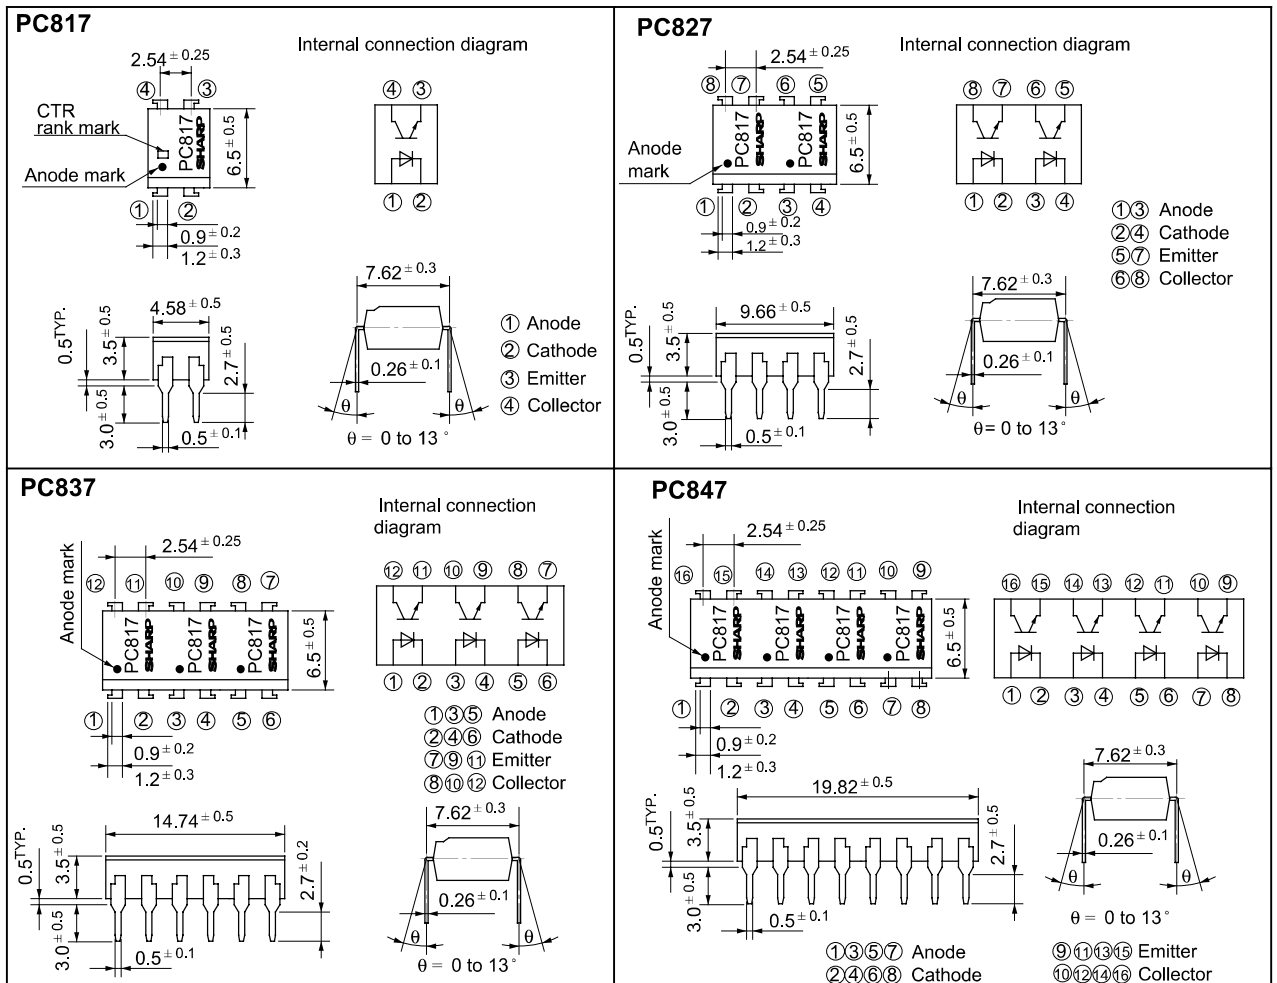 PC817
Internal connection diagram
2.54 ± 0.25
④ ③
④ ③
CTR
rank mark
PC817
SHARP
6.5 ± 0.5
Anode mark
① ②
① ②
0.9 ± 0.2
1.2 ± 0.3
4.58 ± 0.5
7.62 ± 0.3
0.5 TYP.
3.5 ± 0.5
2.7 ± 0.5
3.0 ± 0.5
0.5 ± 0.1
0.26 ± 0.1
θ θ
θ = 0 to 13°
① Anode
② Cathode
③ Emitter
④ Collector
PC827
Internal connection diagram
2.54 ± 0.25
⑧ ⑦ ⑥ ⑤
⑧ ⑦ ⑥ ⑤
Anode
mark
PC817
SHARP
PC817
SHARP
6.5 ± 0.5
① ② ③ ④
① ② ③ ④
0.9 ± 0.2
1.2 ± 0.3
①③ Anode
②④ Cathode
⑤⑦ Emitter
⑥⑧ Collector
9.66 ± 0.5
7.62 ± 0.3
0.5 TYP.
3.5 ± 0.5
2.7 ± 0.5
3.0 ± 0.5
0.5 ± 0.1
0.26 ± 0.1
θ θ
θ = 0 to 13°
PC837
Internal connection
diagram
2.54 ± 0.25
Anode mark
⑫ ⑪ ⑩ ⑨ ⑧ ⑦
⑫ ⑪ ⑩ ⑨ ⑧ ⑦
PC817
SHARP
PC817
SHARP
PC817
SHARP
6.5 ± 0.5
① ② ③ ④ ⑤ ⑥
① ② ③ ④ ⑤ ⑥
0.9 ± 0.2
1.2 ± 0.3
①③⑤ Anode
②④⑥ Cathode
⑦⑨⑪ Emitter
⑧⑩⑫ Collector
14.74 ± 0.5
7.62 ± 0.3
0.5 TYP.
3.5 ± 0.5
2.7 ± 0.2
3.0 ± 0.5
0.5 ± 0.1
0.26 ± 0.1
θ θ
θ = 0 to 13°
PC847
Internal connection
diagram
2.54 ± 0.25
Anode mark
⑯ ⑮ ⑭ ⑬ ⑫ ⑪ ⑩ ⑨
⑯ ⑮ ⑭ ⑬ ⑫ ⑪ ⑩ ⑨
PC817
SHARP
PC817
SHARP
PC817
SHARP
PC817
SHARP
6.5 ± 0.5
① ② ③ ④ ⑤ ⑥ ⑦ ⑧
① ② ③ ④ ⑤ ⑥ ⑦ ⑧
0.9 ± 0.2
1.2 ± 0.3
19.82 ± 0.5
7.62 ± 0.3
0.5 TYP.
3.5 ± 0.5
2.7 ± 0.5
3.0 ± 0.5
0.5 ± 0.1
0.26 ± 0.1
θ θ
θ = 0 to 13°
①③⑤⑦ Anode
②④⑥⑧ Cathode
⑨⑪⑬⑮ Emitter
⑩⑫⑭⑯ Collector